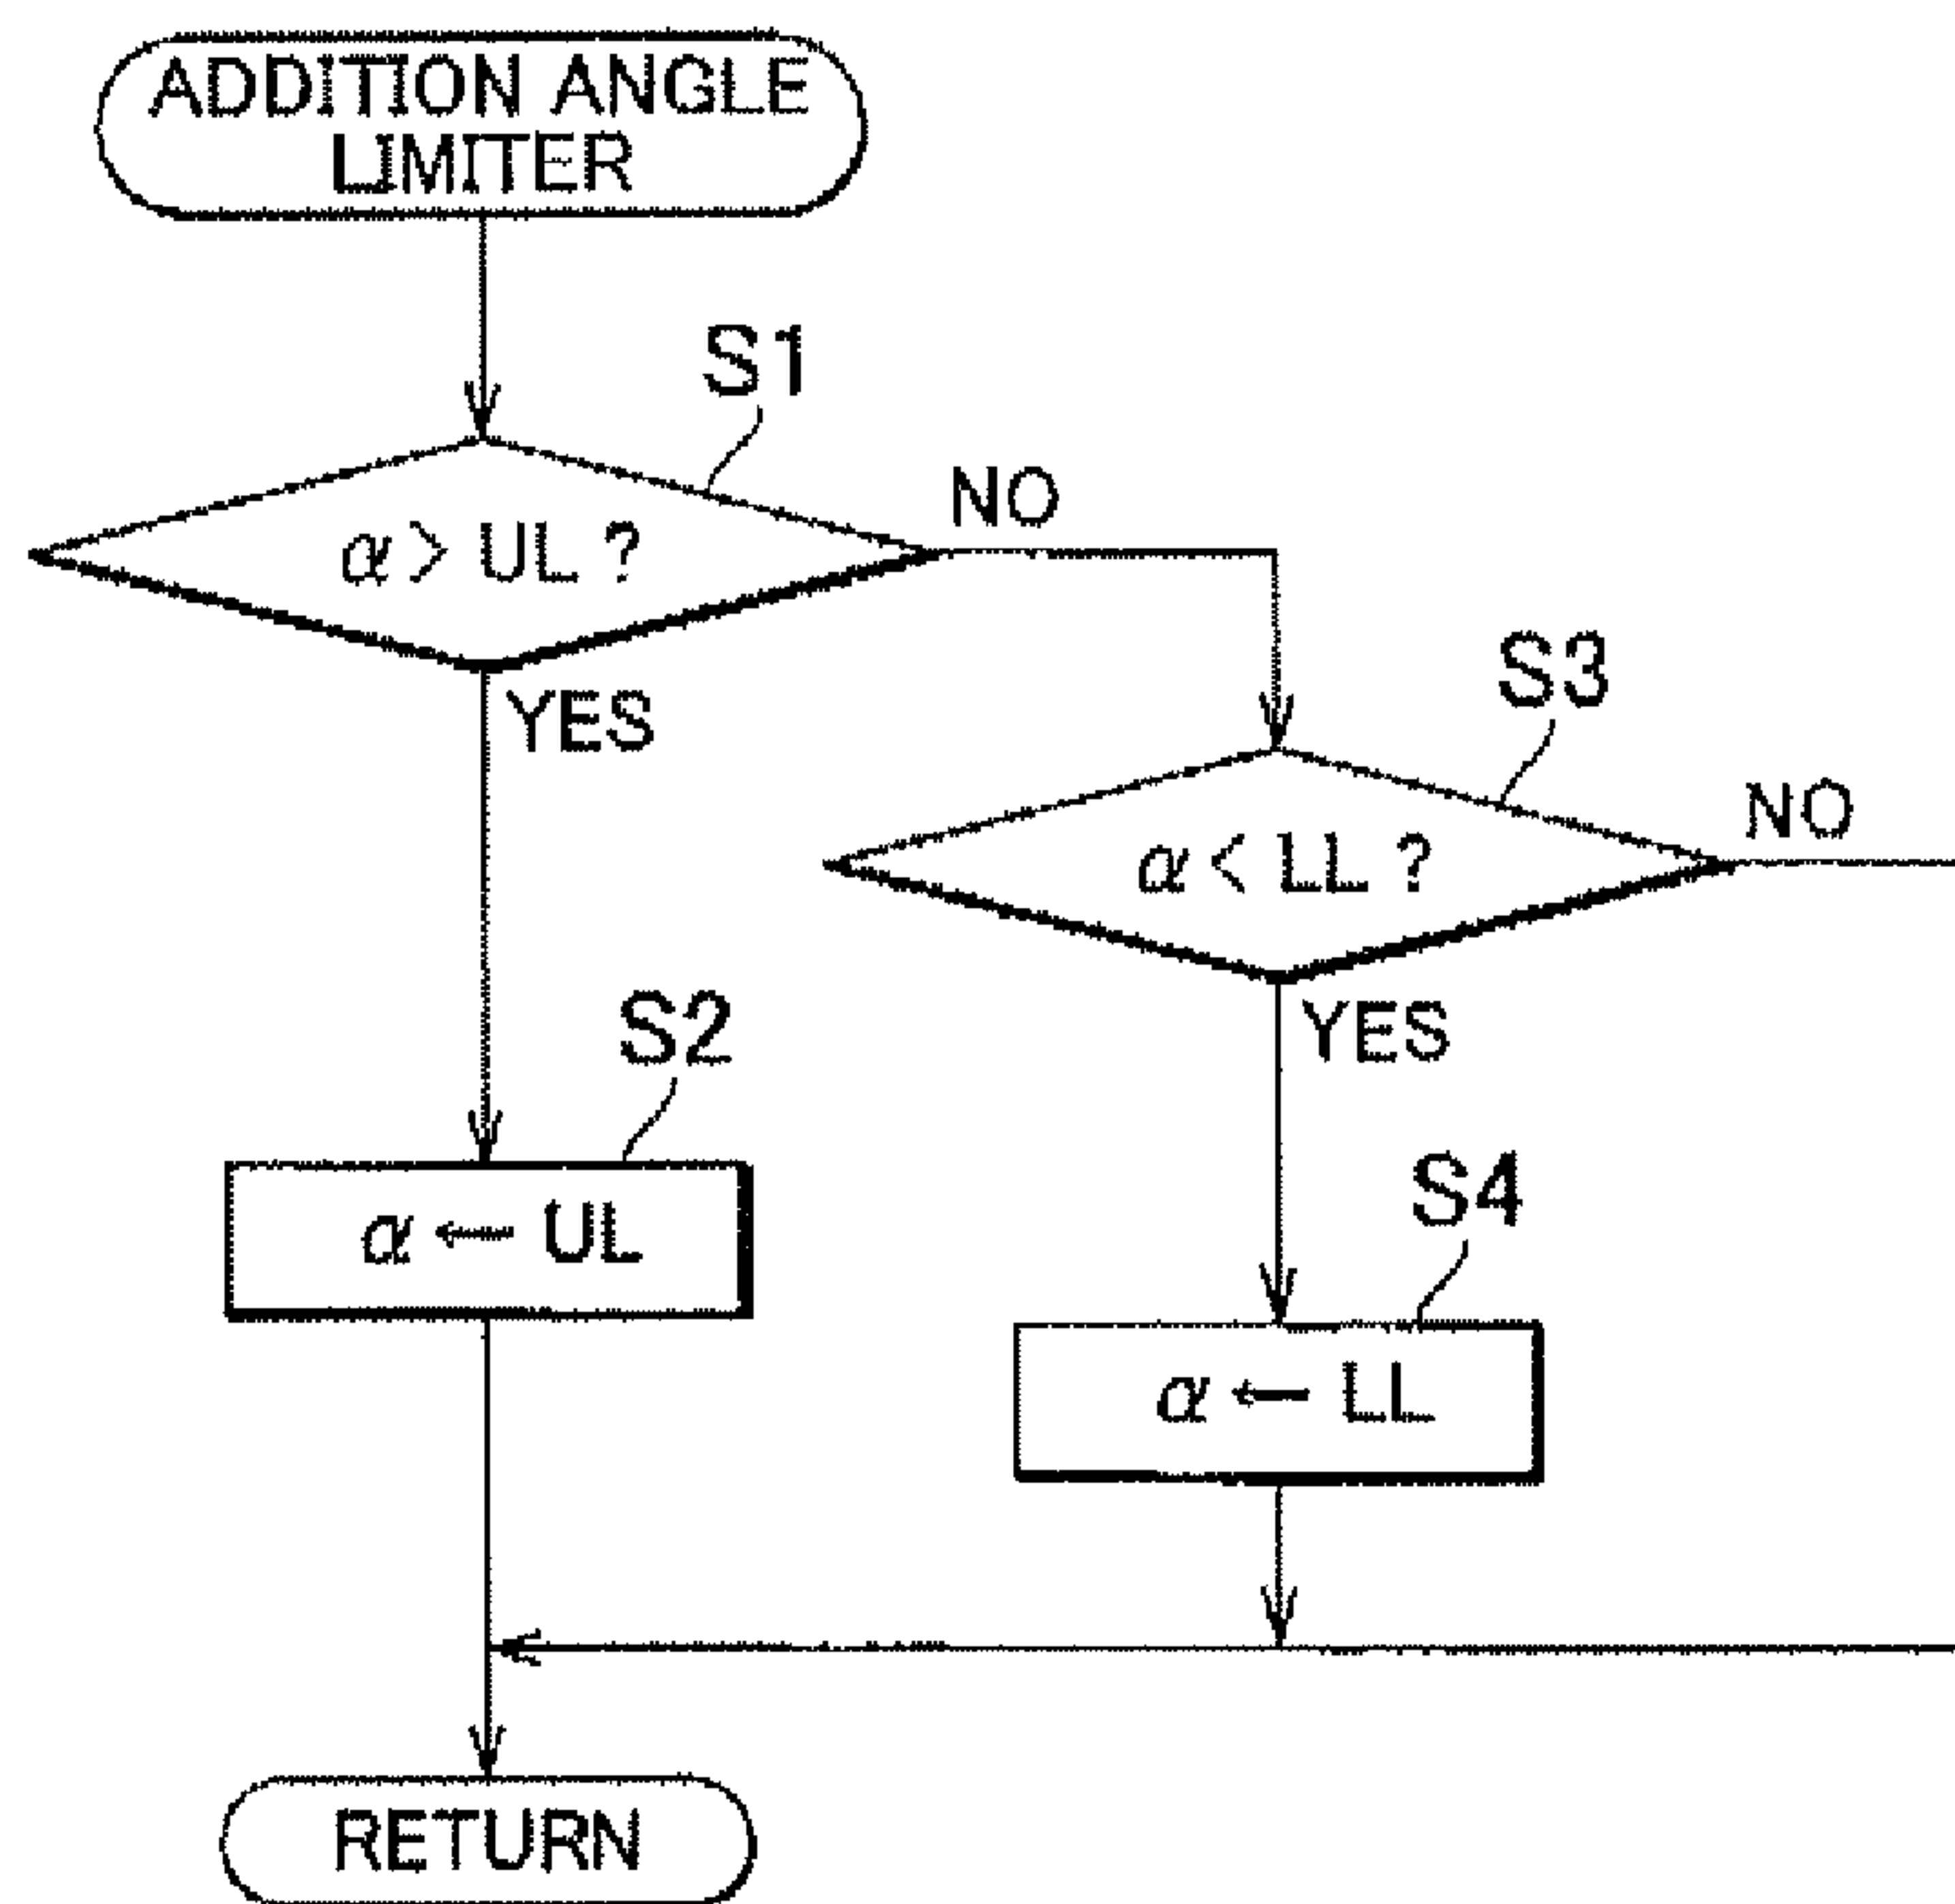 ADDITION ANGLE
LIMITER
S1
α > UL ?
NO
YES
S3
α < LL ?
NO
YES
S2
α ← UL
S4
α ← LL
RETURN